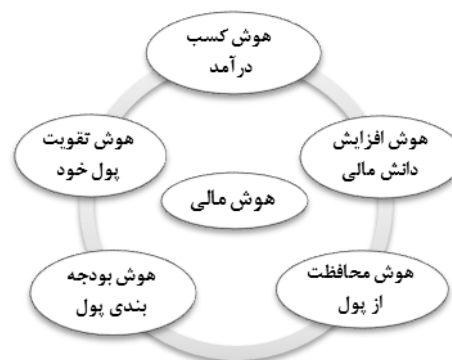 هوش کسب
درآمد
هوش افزایش
دانش مالی
هوش تقویت
پول خود
هوش مالی
هوش محافظت
از پول
هوش بودجه
بندی پول